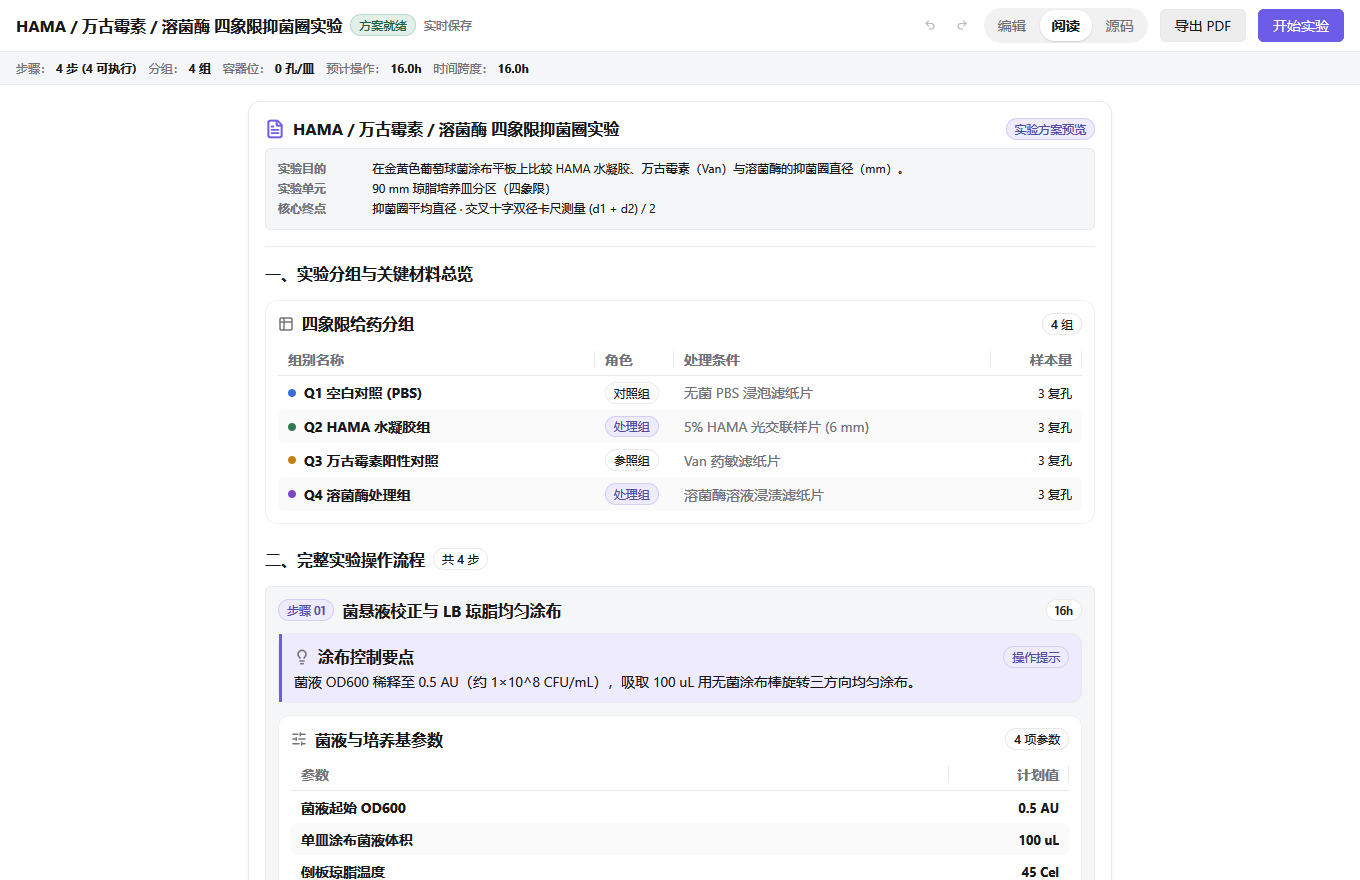 HAMA / 万古霉素 / 溶菌酶 四象限抑菌圈实验 方案就绪 实时保存 编辑 阅读 源码 导出 PDF 开始实验
步骤： 4 步 (4 可执行) 分组： 4 组 容器位： 0 孔/皿 预计操作： 16.0h 时间跨度： 16.0h
HAMA / 万古霉素 / 溶菌酶 四象限抑菌圈实验 实验方案预览
实验目的 在金黄色葡萄球菌涂布平板上比较 HAMA 水凝胶、万古霉素（Van）与溶菌酶的抑菌圈直径（mm）。
实验单元 90 mm 琼脂培养皿分区（四象限）
核心终点 抑菌圈平均直径 · 交叉十字双径卡尺测量 (d1 + d2) / 2
一、实验分组与关键材料总览
四象限给药分组 4 组
组别名称 角色 处理条件 样本量
Q1 空白对照 (PBS) 对照组 无菌 PBS 浸泡滤纸片 3 复孔
Q2 HAMA 水凝胶组 处理组 5% HAMA 光交联样片 (6 mm) 3 复孔
Q3 万古霉素阳性对照 参照组 Van 药敏滤纸片 3 复孔
Q4 溶菌酶处理组 处理组 溶菌酶溶液浸渍滤纸片 3 复孔
二、完整实验操作流程 共 4 步
步骤 01 菌悬液校正与 LB 琼脂均匀涂布 16h
涂布控制要点 操作提示
菌液 OD600 稀释至 0.5 AU（约 1×10^8 CFU/mL），吸取 100 uL 用无菌涂布棒旋转三方向均匀涂布。
菌液与培养基参数 4 项参数
参数 计划值
菌液起始 OD600 0.5 AU
单皿涂布菌液体积 100 uL
倒板琼脂温度 45 Cel